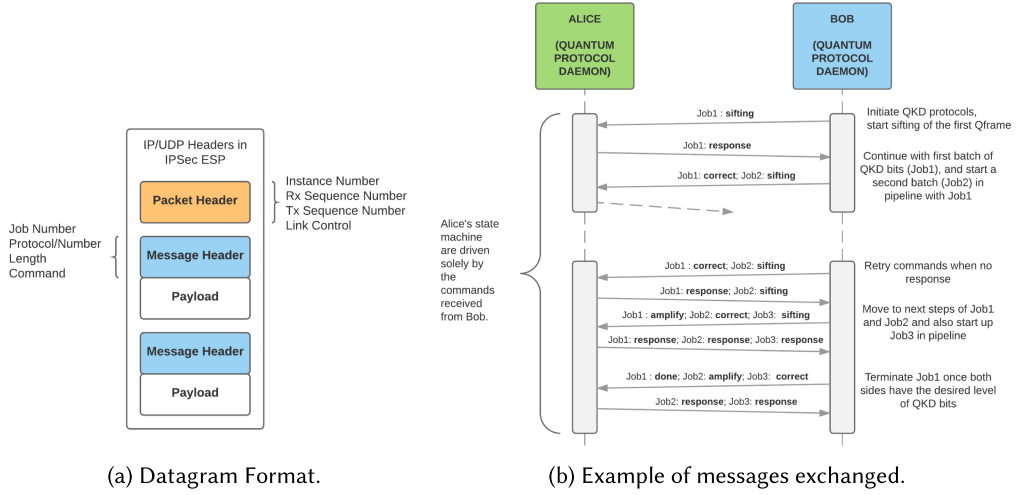 IP/UDP Headers in
IPSec ESP
Packet Header
Instance Number
Rx Sequence Number
Tx Sequence Number
Link Control
Job Number
Protocol/Number
Length
Command
Message Header
Payload
Message Header
Payload
(a) Datagram Format.
ALICE
(QUANTUM
PROTOCOL
DAEMON)
BOB
(QUANTUM
PROTOCOL
DAEMON)
Job1 : sifting
Initiate QKD protocols,
start sifting of the first Qframe
Job1: response
Continue with first batch of
QKD bits (Job1), and start a
second batch (Job2) in
pipeline with Job1
Job1: correct; Job2: sifting
Alice's state
machine
are driven
solely by
the
commands
received
from Bob.
Job1 : correct; Job2: sifting
Retry commands when no
response
Job1: response; Job2: sifting
Move to next steps of Job1
and Job2 and also start up
Job3 in pipeline
Job1 : amplify; Job2: correct; Job3: sifting
Job1: response; Job2: response; Job3: response
Job1 : done; Job2: amplify; Job3: correct
Terminate Job1 once both
sides have the desired level
of QKD bits
Job2: response; Job3: response
(b) Example of messages exchanged.